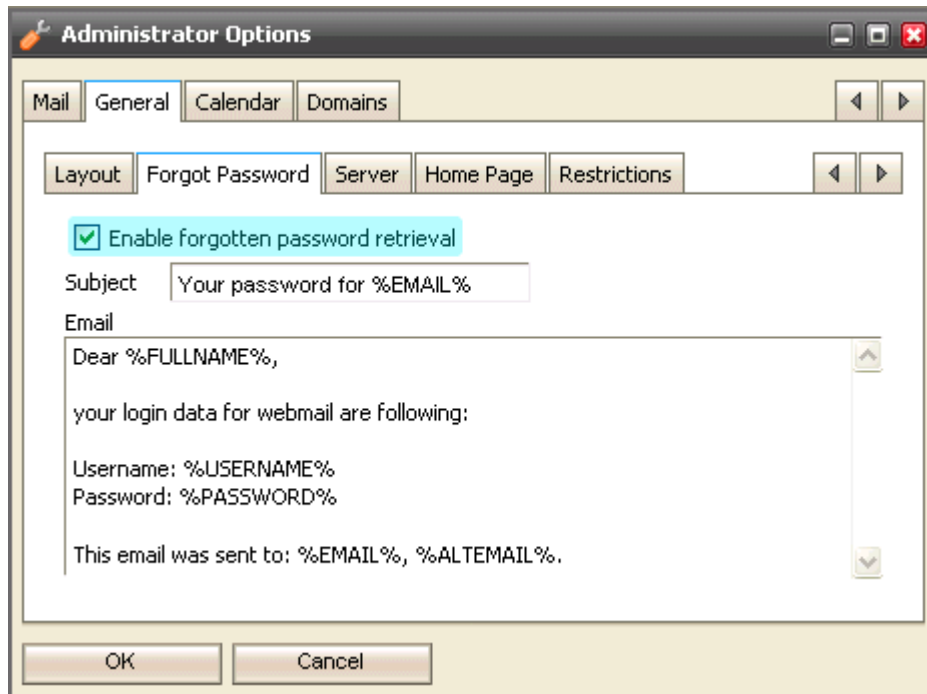 Administrator Options
Mail General Calendar Domains
Layout Forgot Password Server Home Page Restrictions
Enable forgotten password retrieval
Subject Your password for %EMAIL%
Email
Dear %FULLNAME%,
your login data for webmail are following:
Username: %USERNAME%
Password: %PASSWORD%
This email was sent to: %EMAIL%, %ALTEMAIL%.
OK Cancel